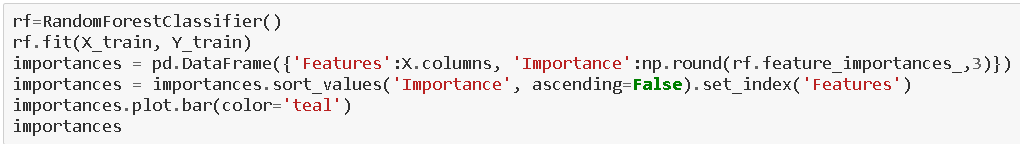 rf=RandomForestClassifier()
rf.fit(X_train, Y_train)
importances = pd.DataFrame({'Features':X.columns, 'Importance':np.round(rf.feature_importances_,3)})
importances = importances.sort_values('Importance', ascending=False).set_index('Features')
importances.plot.bar(color='teal')
importances